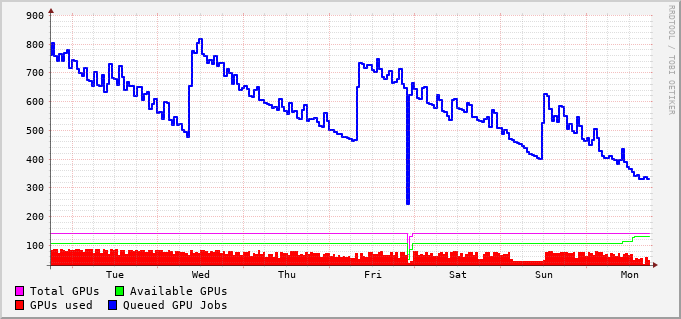 900
800
700
600
500
400
300
200
100
Tue Wed Thu Fri Sat Sun Mon
Total GPUs Available GPUs
GPUs used Queued GPU Jobs
RRDTOOL / TOBI OETIKER